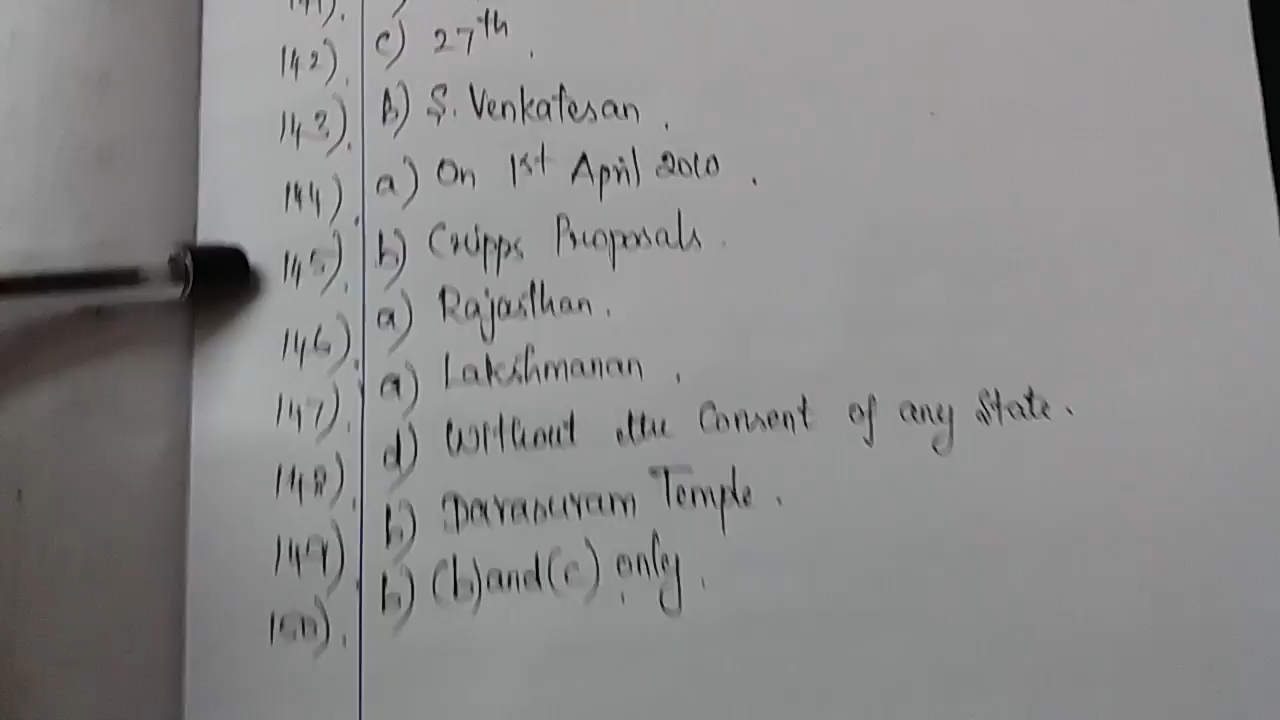 142). c) 27th.
143). b) S. Venkatesan.
144). a) On 1st April 2010.
145). b) Cripps Proposals.
146). a) Rajasthan.
147). a) Lakshmanan.
148). d) Without the Consent of any State.
149). b) Darasuram Temple.
150). b) (b)and(c) only.